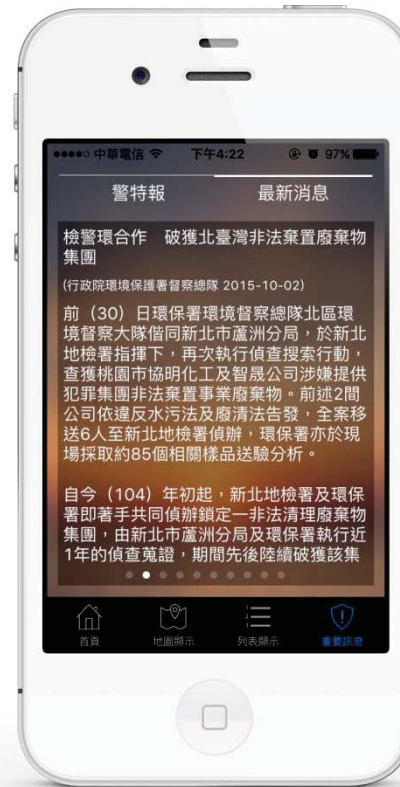 中華電信 下午4:22 97%
警特報 最新消息
檢警環合作 破獲北臺灣非法棄置廢棄物
集團
(行政院環境保護署督察總隊 2015-10-02)
前(30)日環保署環境督察總隊北區環
境督察大隊偕同新北市蘆洲分局,於新北
地檢署指揮下,再次執行偵查搜索行動,
查獲桃園市協明化工及智晟公司涉嫌提供
犯罪集團非法棄置事業廢棄物。前述2間
公司依違反水污法及廢清法告發,全案移
送6人至新北地檢署偵辦,環保署亦於現
場採取約85個相關樣品送驗分析。
自今(104)年初起,新北地檢署及環保
署即著手共同偵辦鎖定一非法清理廢棄物
集團,由新北市蘆洲分局及環保署執行近
1年的偵查蒐證,期間先後陸續破獲該集
首頁 地圖顯示 列表顯示 重要訊息